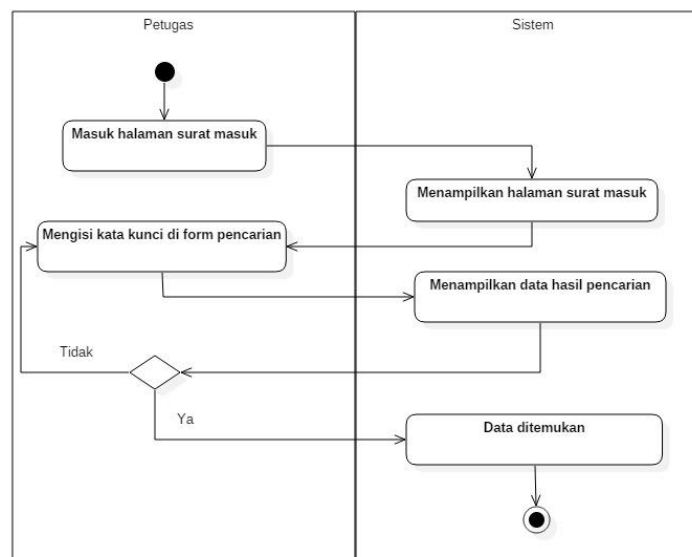 Petugas
Sistem
Masuk halaman surat masuk
Menampilkan halaman surat masuk
Mengisi kata kunci di form pencarian
Menampilkan data hasil pencarian
Tidak
Ya
Data ditemukan